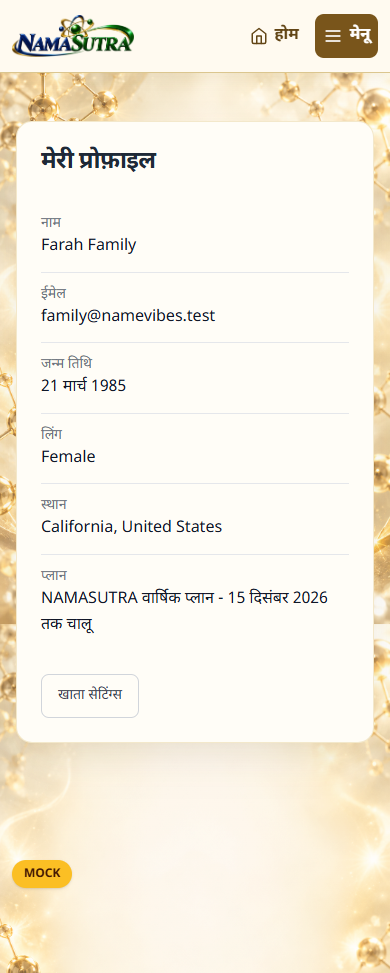 NAMASUTRA
होम
मेनू
मेरी प्रोफ़ाइल
नाम
Farah Family
ईमेल
family@namevibes.test
जन्म तिथि
21 मार्च 1985
लिंग
Female
स्थान
California, United States
प्लान
NAMASUTRA वार्षिक प्लान - 15 दिसंबर 2026
तक चालू
खाता सेटिंग्स
MOCK